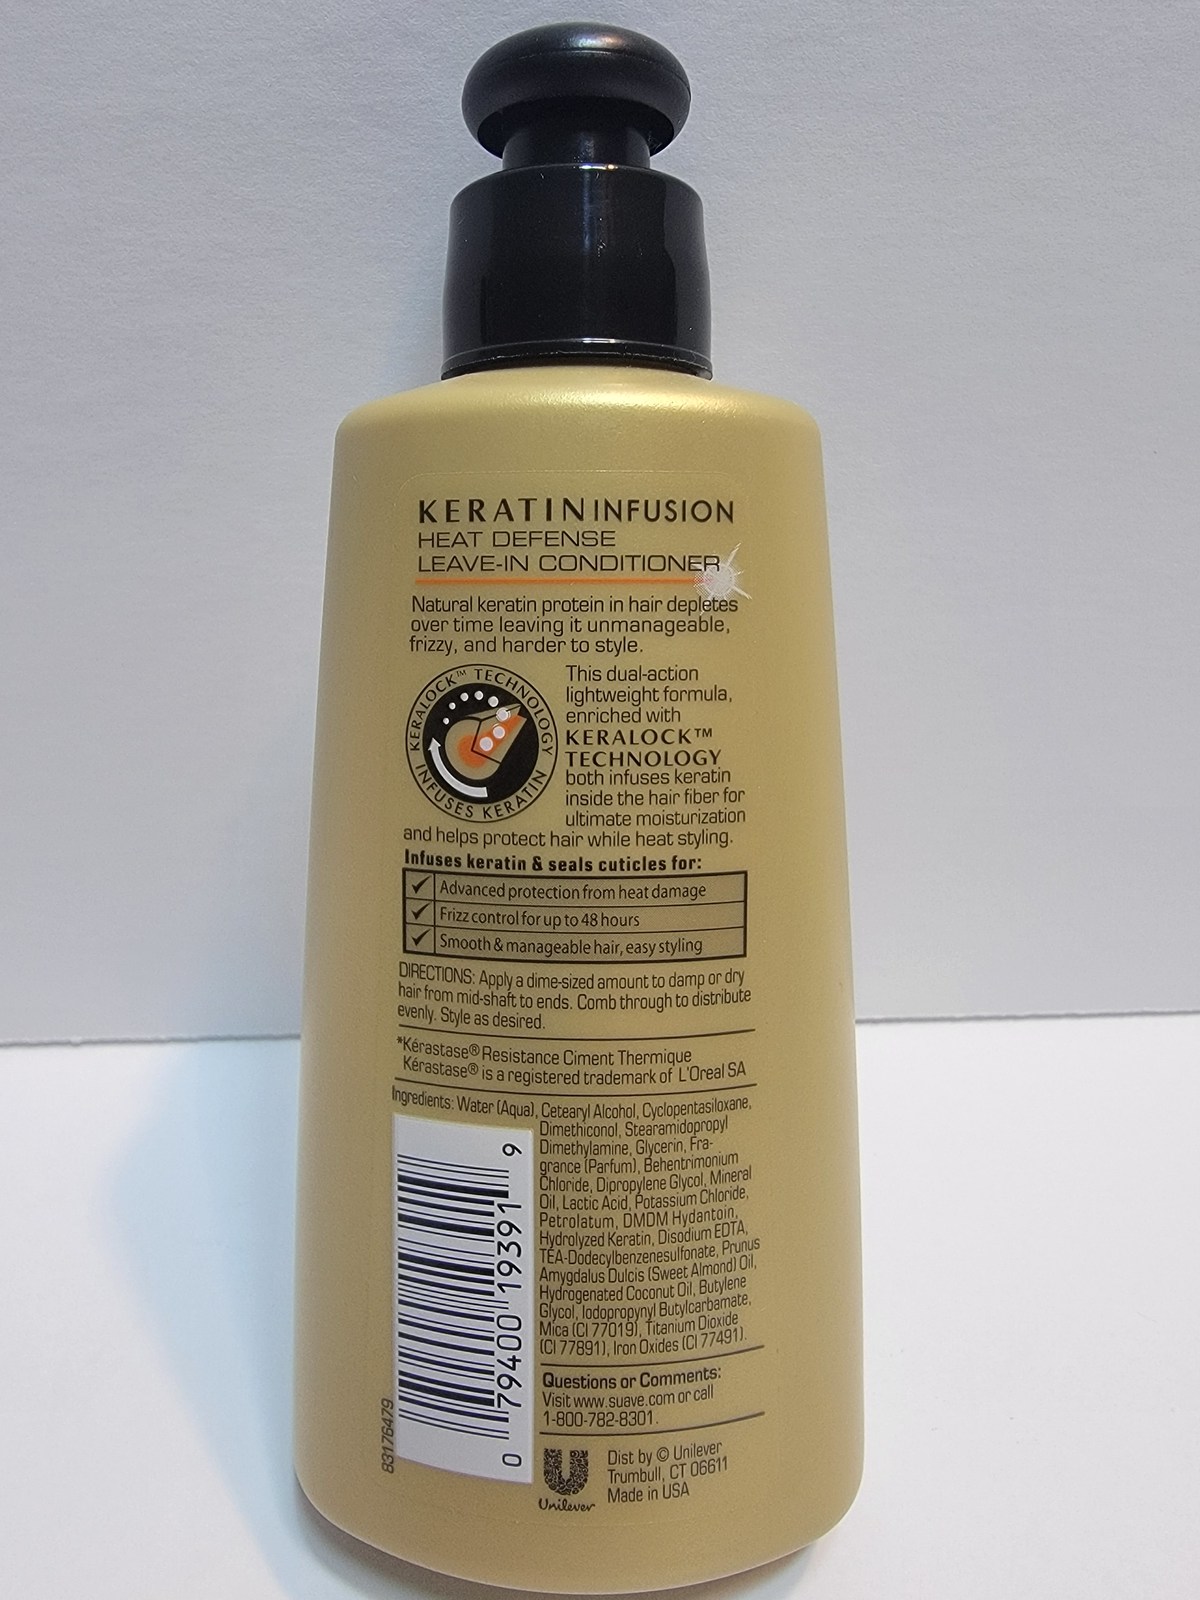 KERATIN INFUSION
HEAT DEFENSE
LEAVE-IN CONDITIONER
Natural keratin protein in hair depletes
over time leaving it unmanageable,
frizzy, and harder to style.
KERALOCK™ TECHNOLOGY
INFUSES KERATIN
This dual-action
lightweight formula,
enriched with
KERALOCK™
TECHNOLOGY
both infuses keratin
inside the hair fiber for
ultimate moisturization
and helps protect hair while heat styling.
Infuses keratin & seals cuticles for:
✓ Advanced protection from heat damage
✓ Frizz control for up to 48 hours
✓ Smooth & manageable hair, easy styling
DIRECTIONS: Apply a dime-sized amount to damp or dry
hair from mid-shaft to ends. Comb through to distribute
evenly. Style as desired.
*Kérastase® Resistance Ciment Thermique
Kérastase® is a registered trademark of L'Oreal SA
Ingredients: Water (Aqua), Cetearyl Alcohol, Cyclopentasiloxane,
Dimethiconol, Stearamidopropyl
Dimethylamine, Glycerin, Fra-
grance (Parfum), Behentrimonium
Chloride, Dipropylene Glycol, Mineral
Oil, Lactic Acid, Potassium Chloride,
Petrolatum, DMDM Hydantoin,
Hydrolyzed Keratin, Disodium EDTA,
TEA-Dodecylbenzenesulfonate, Prunus
Amygdalus Dulcis (Sweet Almond) Oil,
Hydrogenated Coconut Oil, Butylene
Glycol, Iodopropynyl Butylcarbamate,
Mica (CI 77019), Titanium Dioxide
(CI 77891), Iron Oxides (CI 77491).
0 79400 19391 9
83176479
Questions or Comments:
Visit www.suave.com or call
1-800-782-8301.
Unilever
Dist by © Unilever
Trumbull, CT 06611
Made in USA